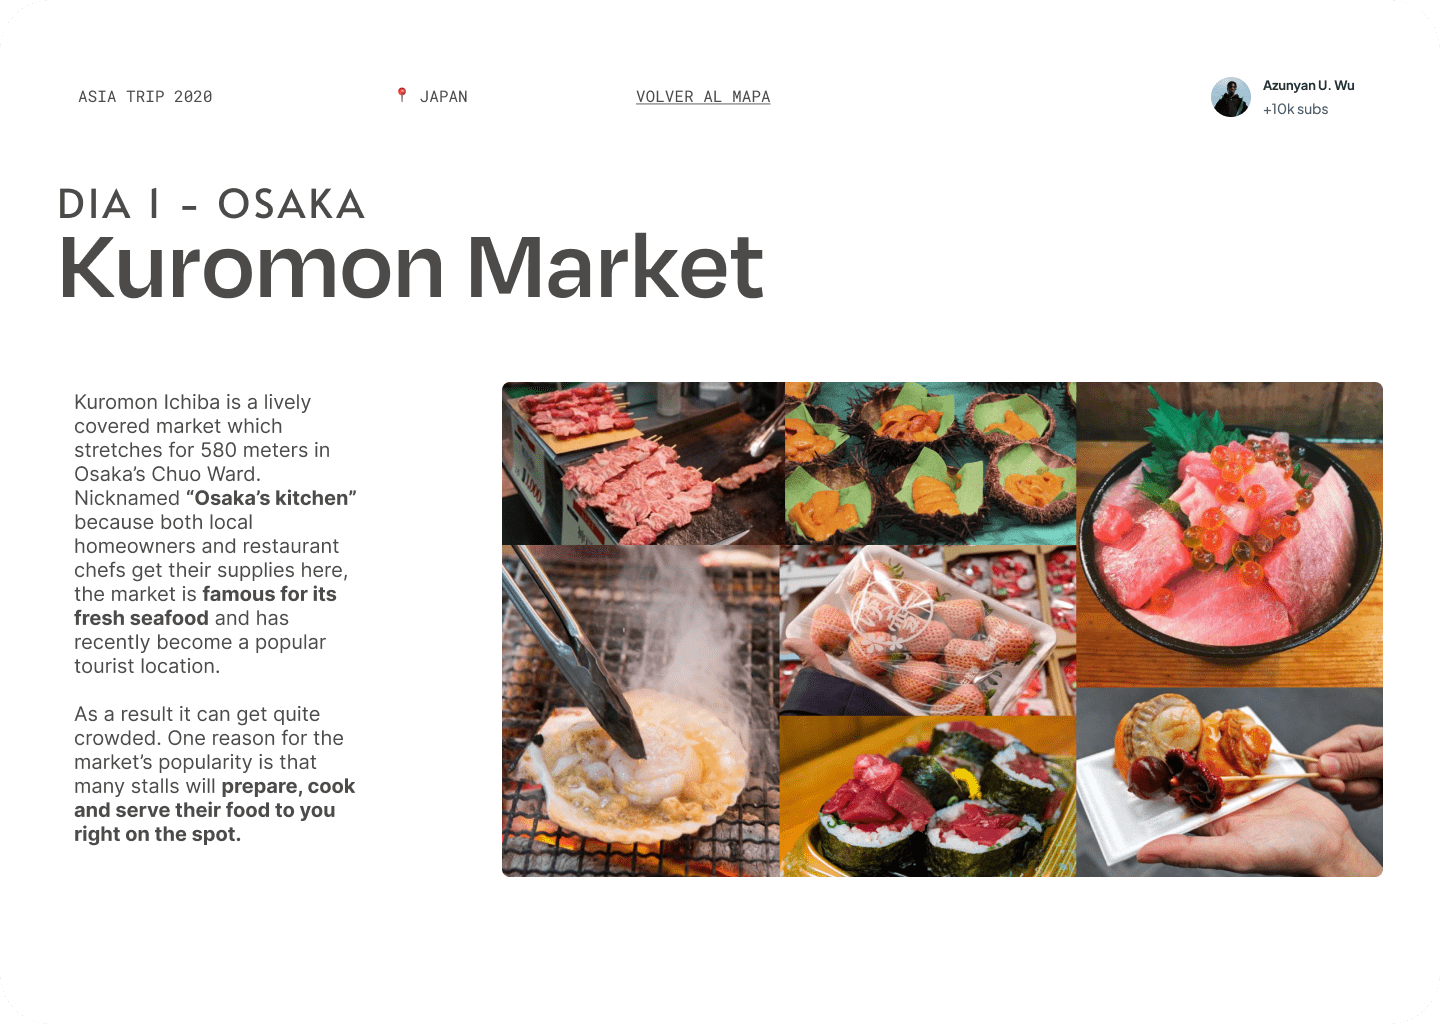 ASIA TRIP 2020
JAPAN
VOLVER AL MAPA
Azunyan U. Wu
+10k subs
DIA 1 - OSAKA
Kuromon Market
Kuromon Ichiba is a lively
covered market which
stretches for 580 meters in
Osaka’s Chuo Ward.
Nicknamed “Osaka’s kitchen”
because both local
homeowners and restaurant
chefs get their supplies here,
the market is famous for its
fresh seafood and has
recently become a popular
tourist location.
As a result it can get quite
crowded. One reason for the
market’s popularity is that
many stalls will prepare, cook
and serve their food to you
right on the spot.